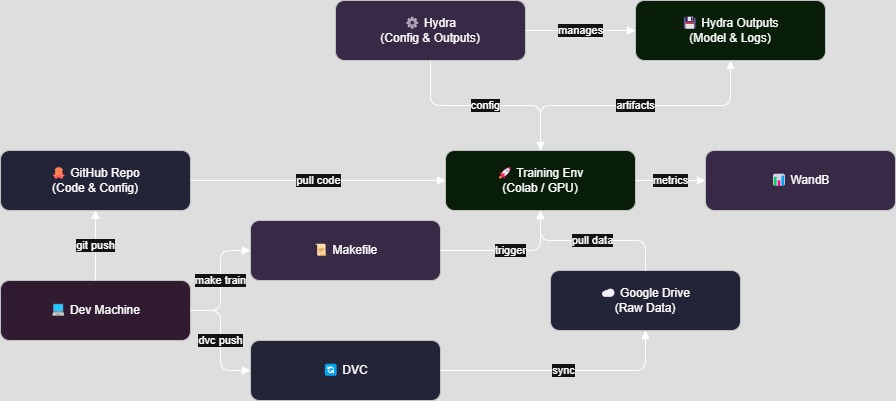 ⚙️ Hydra
(Config & Outputs)
manages
💾 Hydra Outputs
(Model & Logs)
config
artifacts
🐙 GitHub Repo
(Code & Config)
pull code
🚀 Training Env
(Colab / GPU)
metrics
📊 WandB
git push
📜 Makefile
trigger
pull data
make train
💻 Dev Machine
☁️ Google Drive
(Raw Data)
dvc push
🔄 DVC
sync